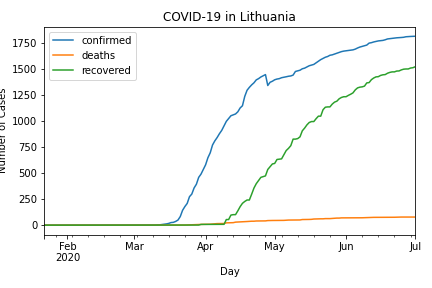 COVID-19 in Lithuania
confirmed
deaths
recovered
1750
1500
1250
1000
750
500
250
0
Number of Cases
Feb
2020
Mar
Apr
May
Jun
Jul
Day